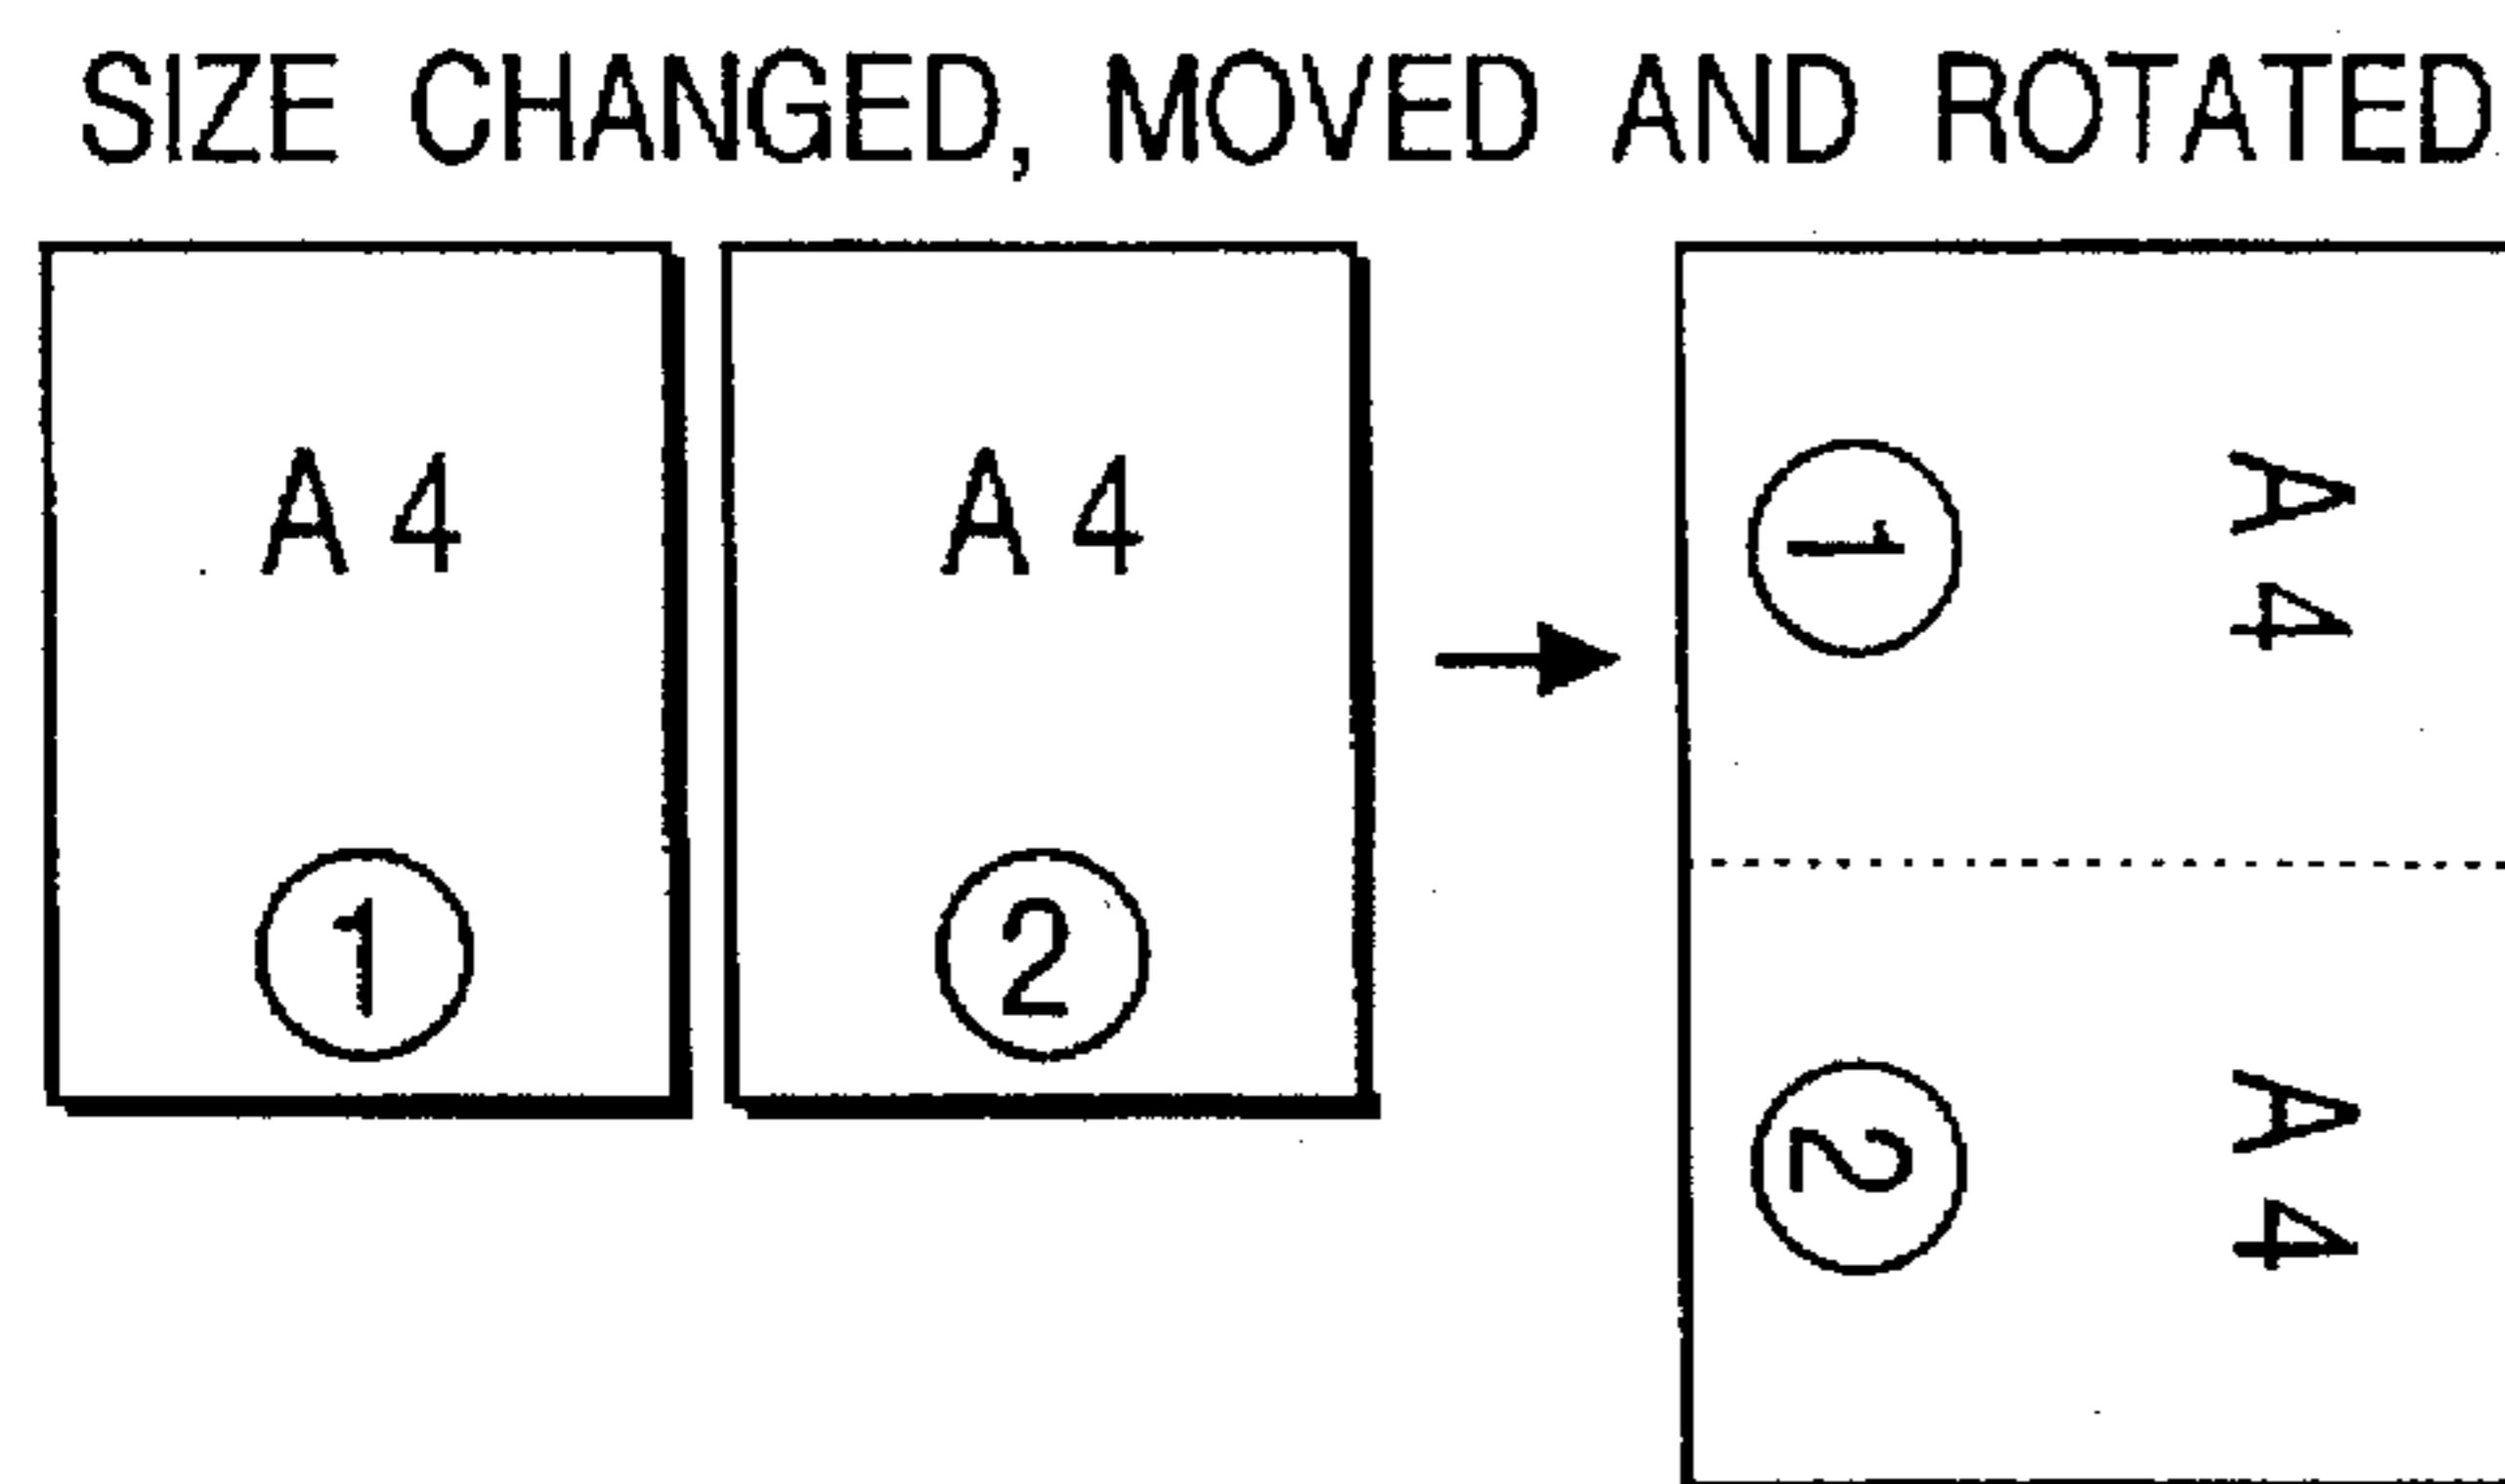 SIZE CHANGED, MOVED AND ROTATED
A4 A4
1 2
1 A4
2 A4